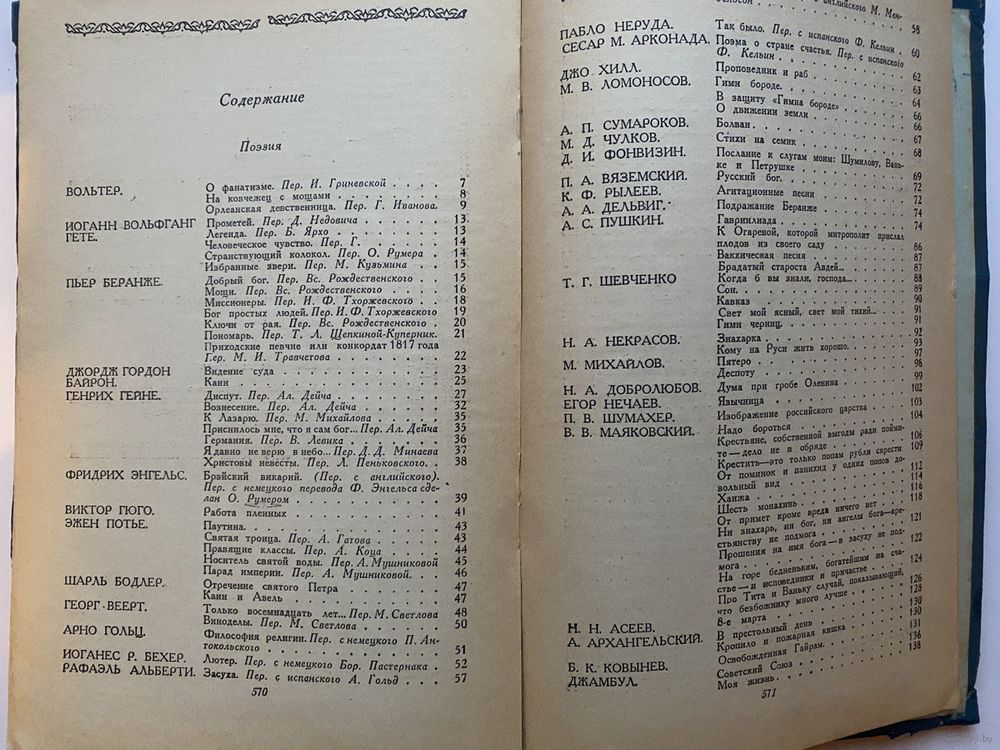 Содержание
Поэзия
ВОЛЬТЕР. О фанатизме. Пер. И. Гриневской . . . . 7
На ковчежец с мощами . . . . . . . 8
Орлеанская девственница. Пер. Г. Иванова. 9
ИОГАНН ВОЛЬФГАНГ Прометей. Пер. Д. Недовича . . . . . . 13
ГЕТЕ. Легенда. Пер. Б. Ярхо . . . . . . . 13
Человеческое чувство. Пер. Г. . . . . . 14
Странствующий колокол. Пер. О. Румера . 14
Избранные звери. Пер. М. Кузьмина . . . 15
ПЬЕР БЕРАНЖЕ. Добрый бог. Пер. Вс. Рождественского . . 15
Мощи. Пер. Вс. Рождественского . . . . 16
Миссионеры. Пер. И. Ф. Тхоржевского . . 18
Бог простых людей. Пер. И. Ф. Тхоржевского 19
Ключи от рая. Пер. Вс. Рождественского . 20
Пономарь. Пер. Т. Л. Щепкиной-Куперник. 21
Приходские певчие или конкордат 1817 года
Пер. М. И. Травчетова . . . . . . . 22
ДЖОРДЖ ГОРДОН Видение суда . . . . . . . . 23
БАЙРОН. Каин . . . . . . . . . . 25
ГЕНРИХ ГЕЙНЕ. Диспут. Пер. Ал. Дейча . . . . . . . 27
Вознесение. Пер. Ал. Дейча . . . . . . 32
К Лазарю. Пер. М. Михайлова . . . . . 35
Приснилось мне, что я сам бог... Пер. Ал. Дейча 35
Германия. Пер. В. Левика . . . . . . 36
Я давно не верю в небо... Пер. Д. Д. Минаева 37
Христовы невесты. Пер. Л. Пеньковского. . 38
ФРИДРИХ ЭНГЕЛЬС. Брэйский викарий. (Пер. с английского).
Пер. с немецкого перевода Ф. Энгельса сде-
лан О. Румером . . . . . . . . . 39
ВИКТОР ГЮГО. Работа пленных . . . . . . . . 41
ЭЖЕН ПОТЬЕ. Паутина. . . . . . . . . . . 43
Святая троица. Пер. А. Гатова . . . . . 43
Правящие классы. Пер. А. Коца . . . . 44
Носитель святой воды. Пер. А. Мушниковой 45
Парад империи. Пер. А. Мушниковой. . . 46
ШАРЛЬ БОДЛЕР. Отречение святого Петра . . . . . . 47
Каин и Авель . . . . . . . . . 47
ГЕОРГ ВЕЕРТ. Только восемнадцать лет... Пер. М. Светлова 48
Виноделы. Пер. М. Светлова . . . . . . 50
АРНО ГОЛЬЦ. Философия религии. Пер. с немецкого П. Ан-
токольского . . . . . . . . . . 51
ИОГАНЕС Р. БЕХЕР. Лютер. Пер. с немецкого Бор. Пастернака . 52
РАФАЭЛЬ АЛЬБЕРТИ. Засуха. Пер. с испанского А. Гольд . . . 57
570
английского М. Мен-
58
ПАБЛО НЕРУДА. Так было. Пер. с испанского Ф. Кельин . 60
СЕСАР М. АРКОНАДА. Поэма о стране счастья. Пер. с испанского
Ф. Кельин . . . . . . . . . . 62
ДЖО ХИЛЛ. Проповедник и раб . . . . . . . 63
М. В. ЛОМОНОСОВ. Гимн бороде. . . . . . . . . . 64
В защиту «Гимна бороде» . . . . . . 66
О движении земли . . . . . . . . 66
А. П. СУМАРОКОВ. Болван. . . . . . . . . . . 67
М. Д. ЧУЛКОВ. Стихи на семик . . . . . . . . 68
Д. И. ФОНВИЗИН. Послание к слугам моим: Шумилову, Вань-
ке и Петрушке . . . . . . . . 69
П. А. ВЯЗЕМСКИЙ. Русский бог. . . . . . . . . . 72
К. Ф. РЫЛЕЕВ. Агитационные песни . . . . . . . 72
А. А. ДЕЛЬВИГ. Подражание Беранже . . . . . . . 74
А. С. ПУШКИН. Гавриилиада . . . . . . . . . 74
К Огаревой, которой митрополит прислал
плодов из своего саду . . . . . . . 86
Вакхическая песня . . . . . . . . 87
Брадатый староста Авдей... . . . . . 87
Т. Г. ШЕВЧЕНКО Когда б вы знали, господа... . . . . 88
Сон. . . . . . . . . . . . 89
Кавказ . . . . . . . . . . . 90
Свет мой ясный, свет мой тихий... . . . 91
Гимн черниц. . . . . . . . . . 91
Н. А. НЕКРАСОВ. Знахарка . . . . . . . . . . 92
Кому на Руси жить хорошо. . . . . . 93
М. МИХАЙЛОВ. Пятеро . . . . . . . . . . . 97
Деспоту . . . . . . . . . . 98
Н. А. ДОБРОЛЮБОВ. Дума при гробе Оленина . . . . . . 99
ЕГОР НЕЧАЕВ. Язычница . . . . . . . . . . 102
П. В. ШУМАХЕР. Изображение российского царства . . . 103
В. В. МАЯКОВСКИЙ. Надо бороться . . . . . . . . 104
Крестьяне, собственной выгоды ради пойми-
те — дело не в обряде . . . . . . 106
Крестить—это только попам рубли скрести 109
От поминок и панихид у одних попов до-
вольный вид . . . . . . . . . 112
Ханжа . . . . . . . . . . . 114
Шесть монахинь . . . . . . . . 116
От примет кроме вреда ничего нет . . . 118
Ни знахарь, ни бог, ни ангелы бога—кре-
стьянству не подмога . . . . . . . 121
Прошения на имя бога — в засуху не под-
мога . . . . . . . . . . . 122
На горе бедненьким, богатейшим на сча-
стье — и исповедники и причастье . . . 124
Про Тита и Ваньку случай, показывающий,
что безбожнику много лучше . . . . . 126
8-е марта . . . . . . . . . . 128
Н. Н. АСЕЕВ. В престольный день . . . . . . . 130
А. АРХАНГЕЛЬСКИЙ. Кропило и пожарная кишка . . . . . 130
Освобожденная Гайрам. . . . . . . 131
Б. К. КОВЫНЕВ. Советский Союз . . . . . . . . 136
ДЖАМБУЛ. Моя жизнь. . . . . . . . . . 138
571